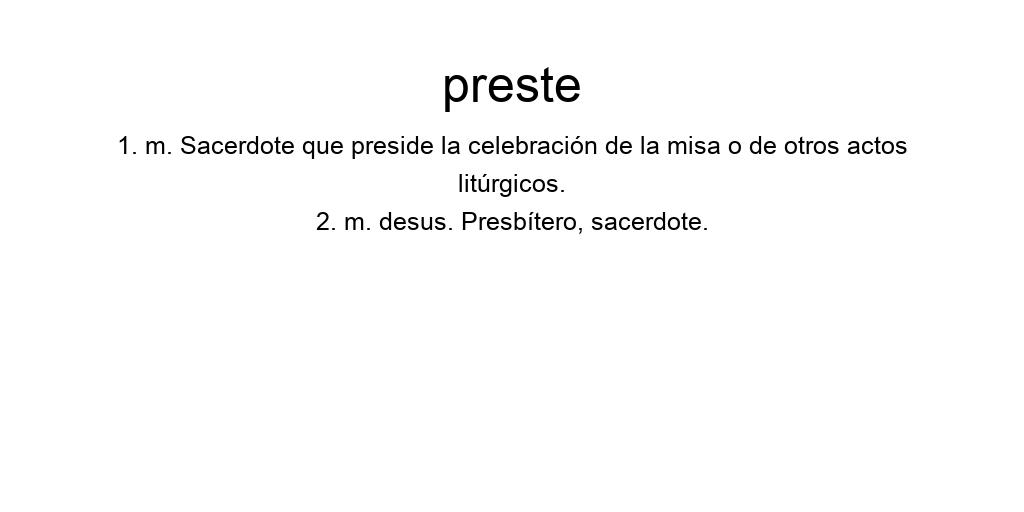 preste
1. m. Sacerdote que preside la celebración de la misa o de otros actos
litúrgicos.
2. m. desus. Presbítero, sacerdote.